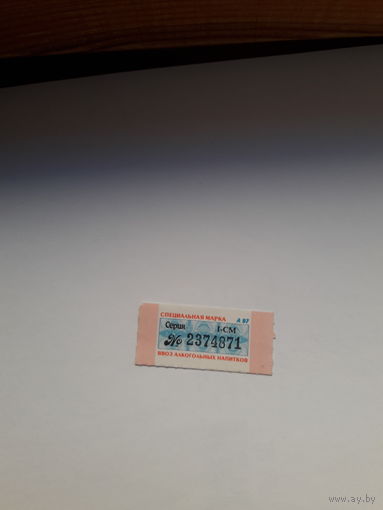 СПЕЦИАЛЬНАЯ МАРКА
А 97
Серия I-СМ
№ 2374871
ВВОЗ АЛКОГОЛЬНЫХ НАПИТКОВ
www.ay.by